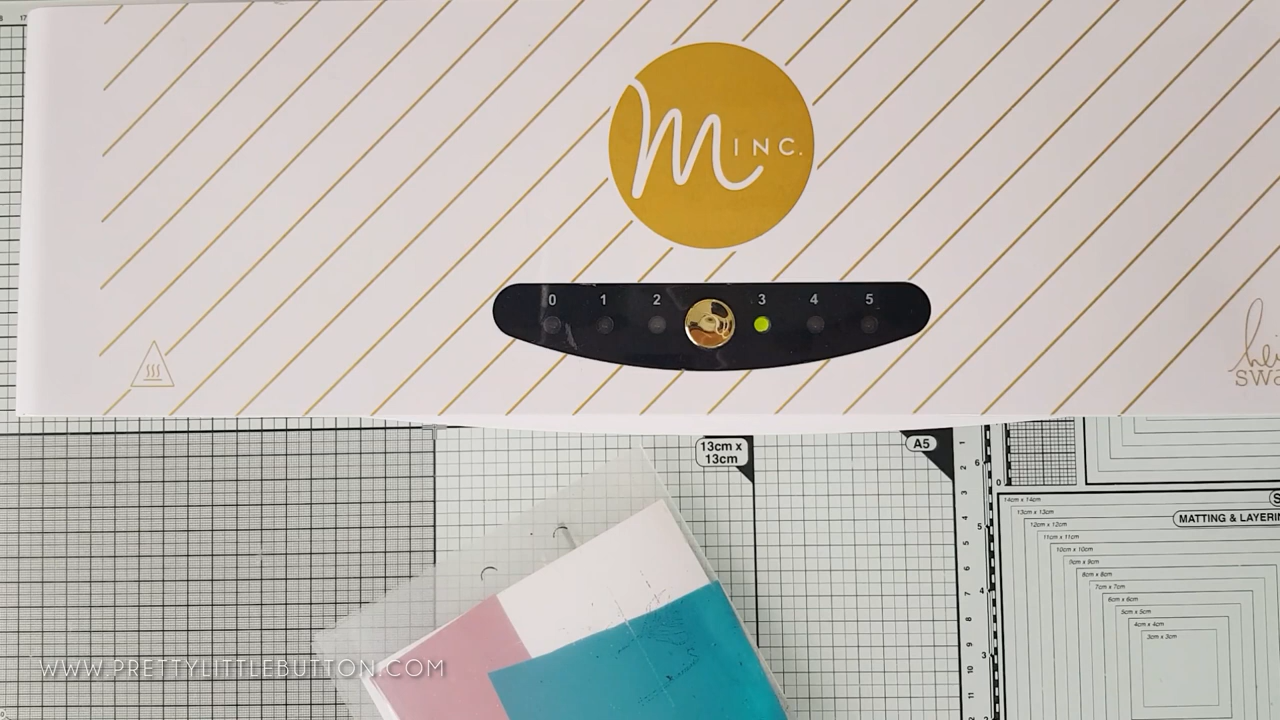 MINC.
0 1 2 3 4 5
13cm x
13cm
A5
14cm x 14cm
13cm x 13cm
12cm x 12cm
11cm x 11cm
10cm x 10cm
9cm x 9cm
8cm x 8cm
7cm x 7cm
6cm x 6cm
5cm x 5cm
4cm x 4cm
3cm x 3cm
MATTING & LAYERIN
WWW.PRETTYLITTLEBUTTON.COM